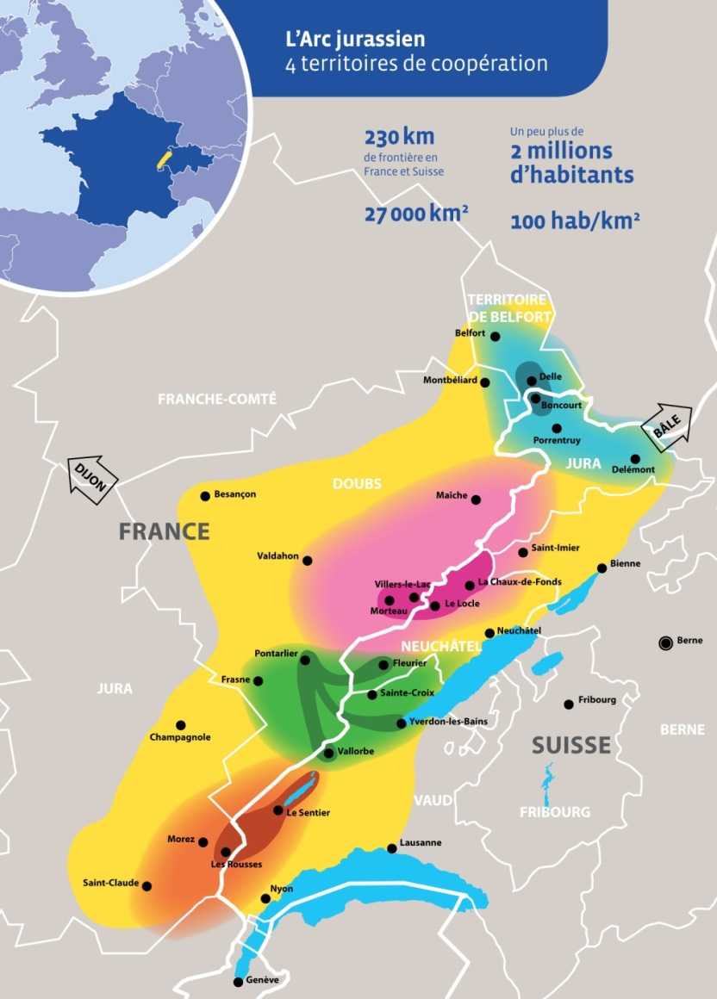 L'Arc jurassien
4 territoires de coopération
230 km
de frontière en
France et Suisse
27 000 km²
Un peu plus de
2 millions
d'habitants
100 hab/km²
TERRITOIRE
DE BELFORT
Belfort
Montbéliard
Delle
Boncourt
FRANCHE-COMTÉ
BÂLE
Porrentruy
JURA
Delémont
DIJON
DOUBS
Besançon
Maiche
FRANCE
Valdahon
Saint-Imier
Bienne
Villers-le-Lac
La Chaux-de-Fonds
Morteau
Le Locle
Neuchâtel
NEUCHÂTEL
Berne
Pontarlier
Fleurier
Frasne
JURA
Sainte-Croix
Fribourg
Champagnole
Yverdon-les-Bains
BERNE
SUISSE
Vallorbe
VAUD
Le Sentier
FRIBOURG
Morez
Lausanne
Les Rousses
Saint-Claude
Nyon
Genève